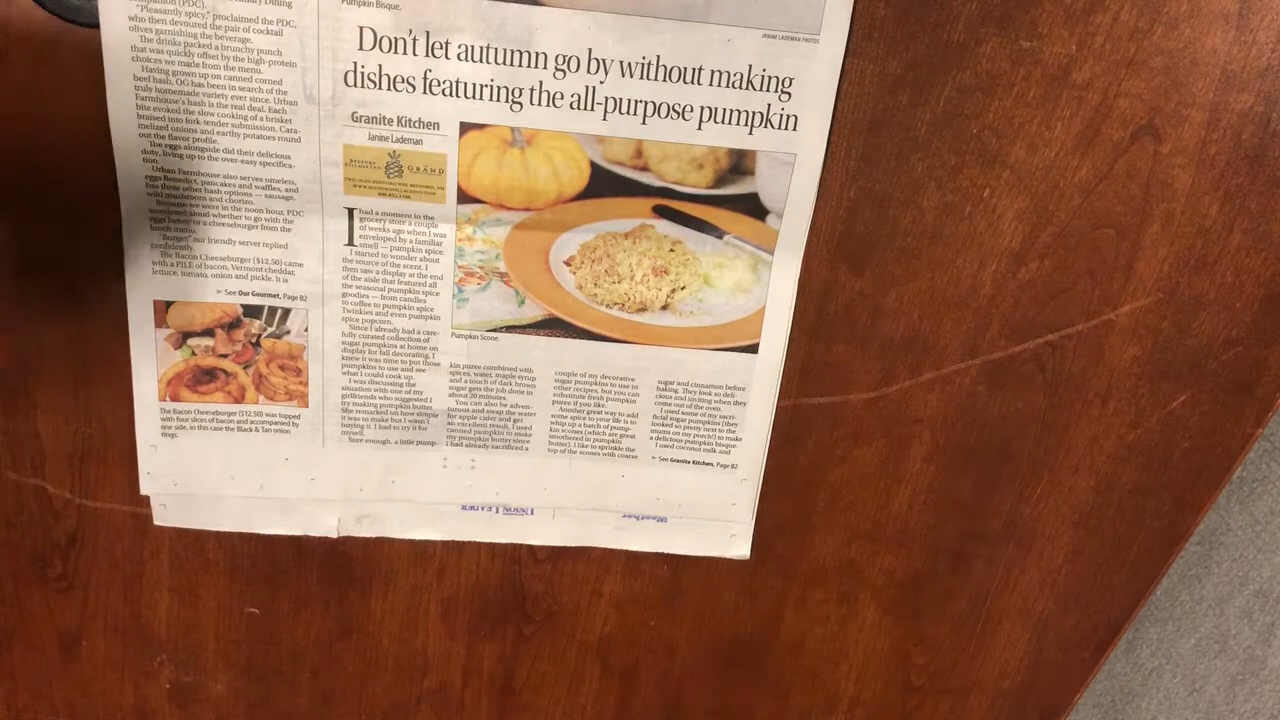 "Pleasantly spicy," proclaimed the PDC,
who then devoured the pair of cocktail
olives garnishing the beverage.
The drinks packed a brunchy punch
that was quickly offset by the high-protein
choices we made from the menu.
Having grown up on canned corned
beef hash, OG has been in search of the
truly homemade variety ever since. Urban
Farmhouse's hash is the real deal. Each
bite evoked the slow cooking of a brisket
braised into fork-tender submission. Cara-
melized onions and earthy potatoes round
out the flavor profile.
The eggs alongside did their delicious
duty, living up to the over-easy specifica-
tion.
Urban Farmhouse also serves omelets,
eggs Benedict, pancakes and waffles, and
has three other hash options — sausage,
wild mushroom and chorizo.
Because we were in the noon hour, PDC
wondered aloud whether to go with the
eggs benny or a cheeseburger from the
lunch menu.
"Burger," our friendly server replied
confidently.
The Bacon Cheeseburger ($12.50) came
with a PILE of bacon, Vermont cheddar,
lettuce, tomato, onion and pickle. It is
► See Our Gourmet, Page B2
The Bacon Cheeseburger ($12.50) was topped
with four slices of bacon and accompanied by
one side, in this case the Black & Tan onion
rings.
Pumpkin Bisque.
JANINE LADEMAN PHOTOS
Don't let autumn go by without making
dishes featuring the all-purpose pumpkin
Granite Kitchen
Janine Lademan
BEDFORD
VILLAGE INN
THE
GRAND
TWO OLDE BEDFORD WAY, BEDFORD, NH
WWW.BEDFORDVILLAGEINN.COM
I had a moment in the
grocery store a couple
of weeks ago when I was
enveloped by a familiar
smell — pumpkin spice.
I started to wonder about
the source of the scent. I
then saw a display at the end
of the aisle that featured all
the seasonal pumpkin spice
goodies — from candles
to coffee to pumpkin spice
Twinkies and even pumpkin
spice popcorn.
Since I already had a care-
fully curated collection of
sugar pumpkins at home on
display for fall decorating, I
knew it was time to put those
pumpkins to use and see
what I could cook up.
I was discussing the
situation with one of my
girlfriends who suggested I
try making pumpkin butter.
She remarked on how simple
it was to make but I wasn't
buying it. I had to try it for
myself.
Sure enough, a little pump-
Pumpkin Scone.
kin puree combined with
spices, water, maple syrup
and a touch of dark brown
sugar gets the job done in
about 20 minutes.
You can also be adven-
turous and swap the water
for apple cider and get
an excellent result. I used
canned pumpkin to make
my pumpkin butter since
I had already sacrificed a
couple of my decorative
sugar pumpkins to use in
other recipes, but you can
substitute fresh pumpkin
puree if you like.
Another great way to add
some spice to your life is to
whip up a batch of pump-
kin scones (which are great
smothered in pumpkin
butter). I like to sprinkle the
top of the scones with coarse
sugar and cinnamon before
baking. They look so deli-
cious and inviting when they
come out of the oven.
I used some of my sacri-
ficial sugar pumpkins (they
looked so pretty next to the
mums on my porch!) to make
a delicious pumpkin bisque.
I used coconut milk and
► See Granite Kitchen, Page B2
UNION LEADER
Weather